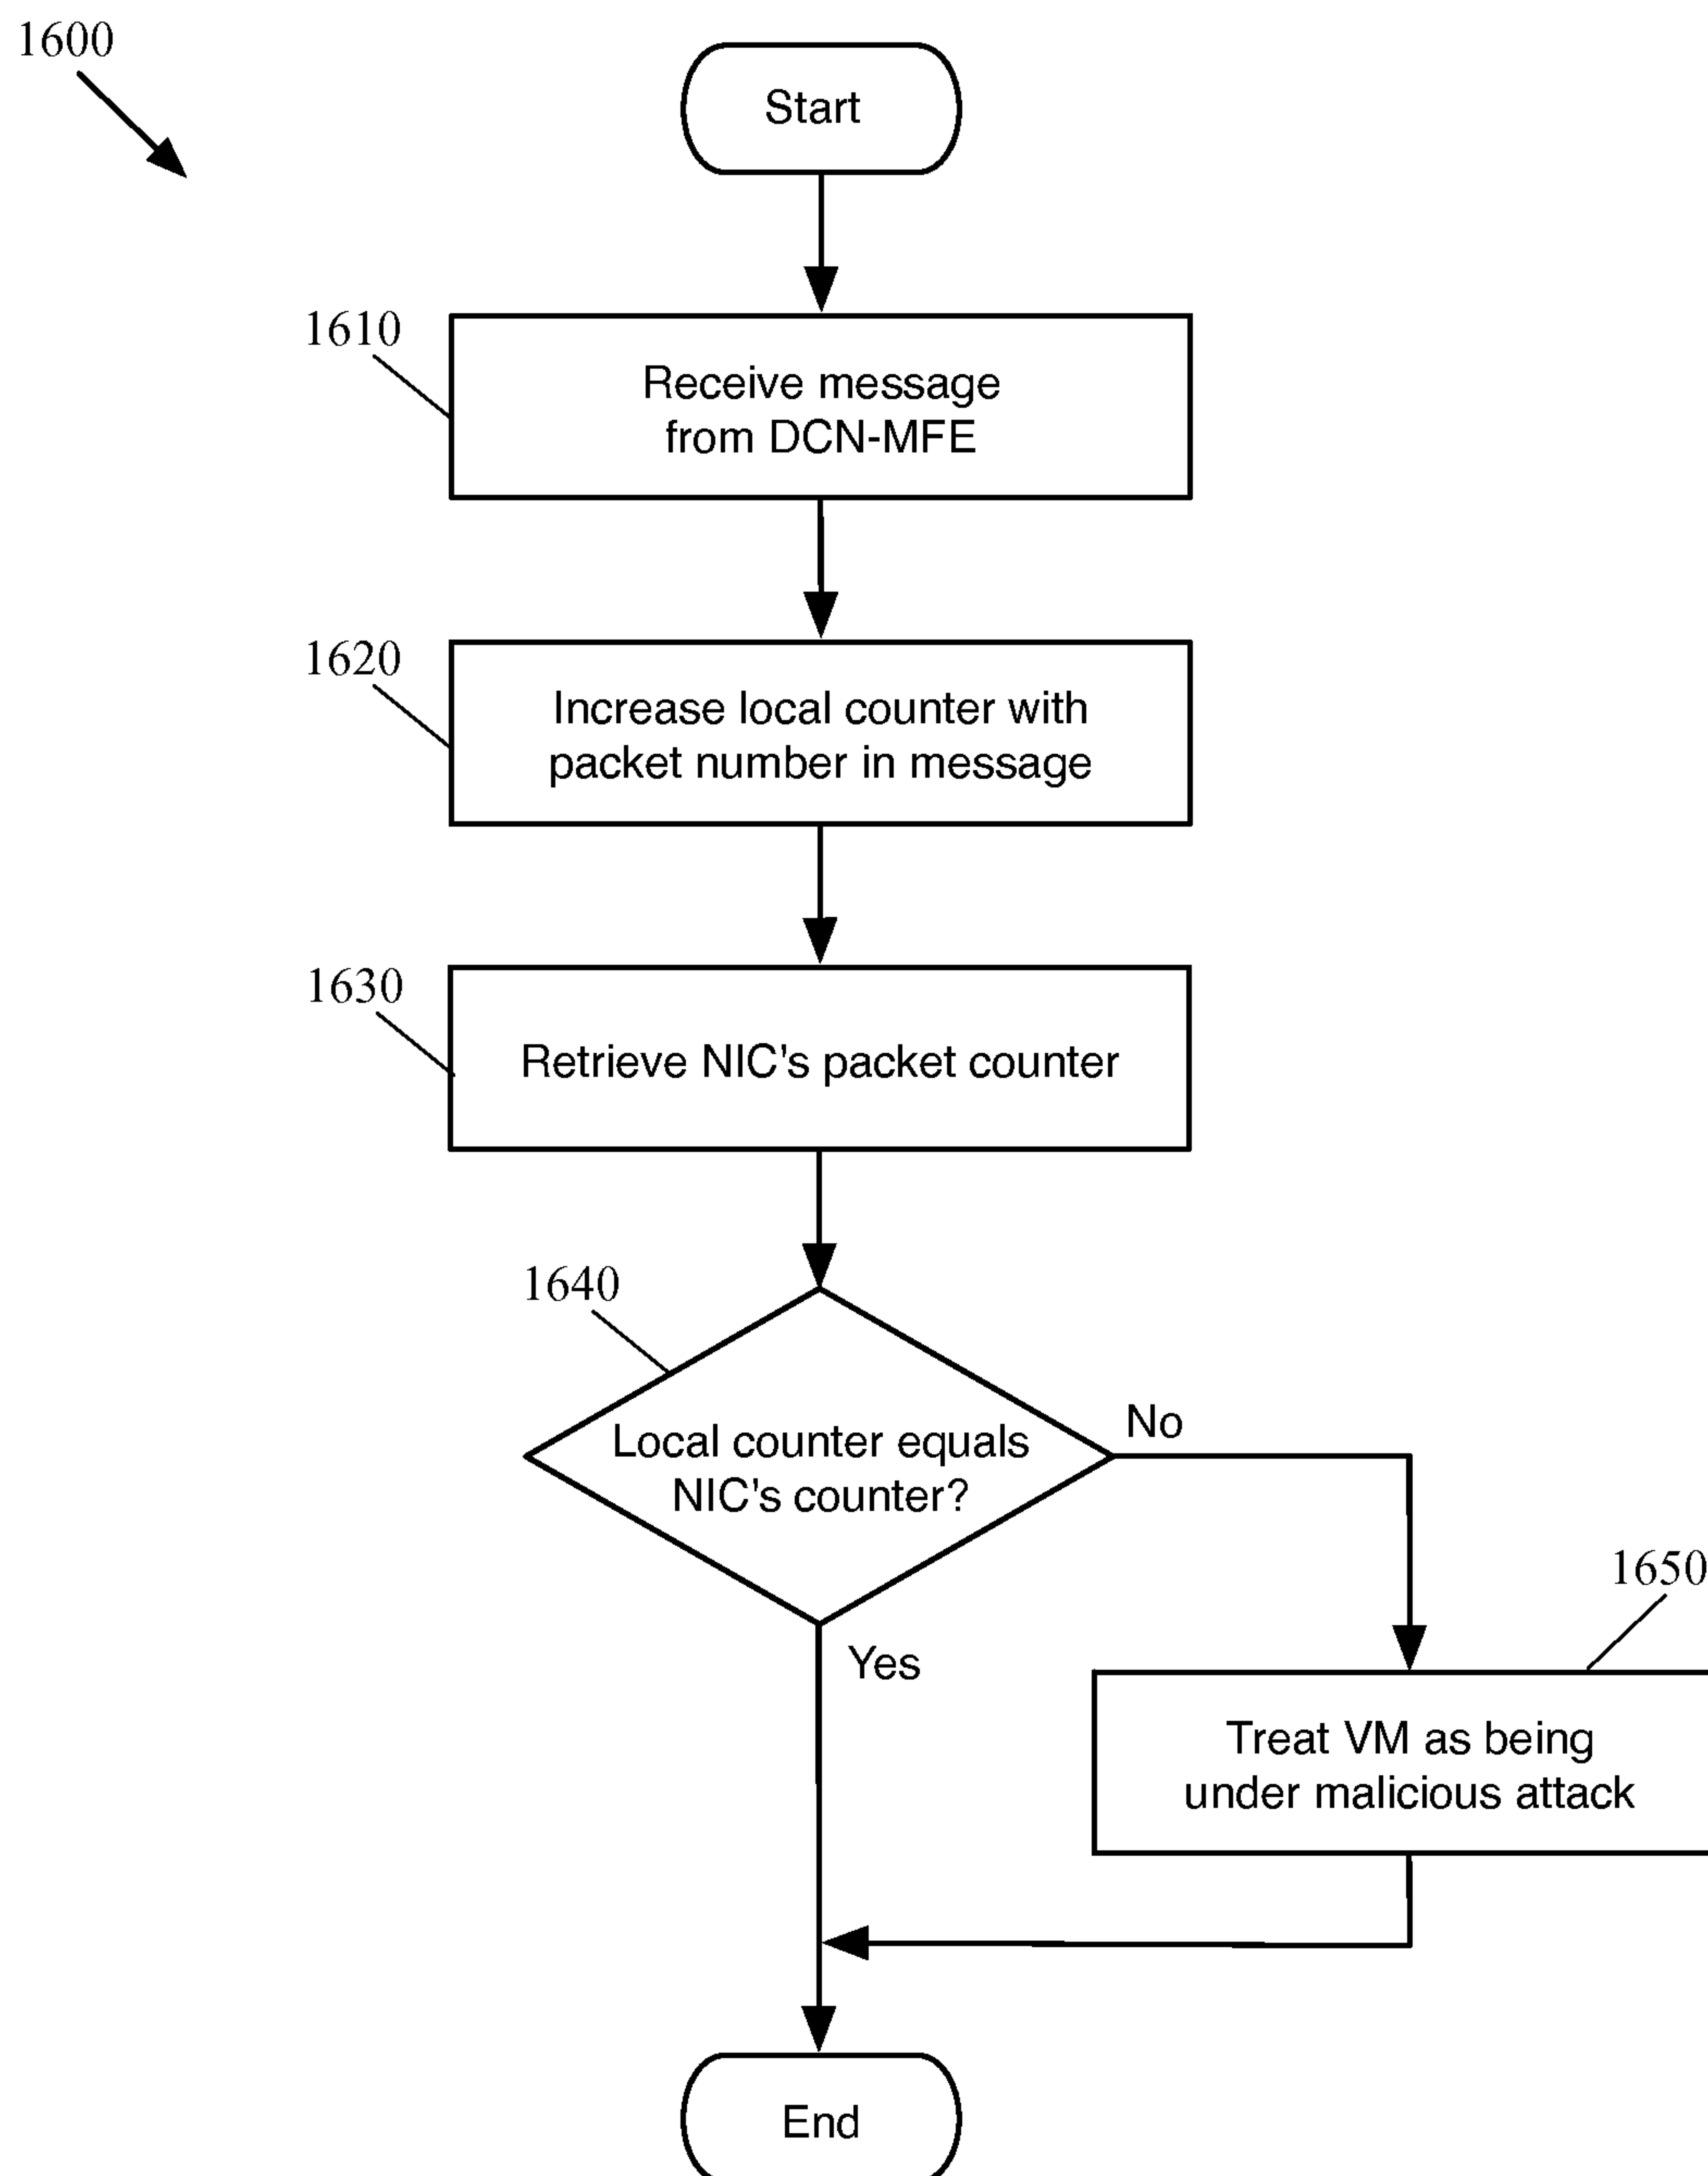 1600
Start
1610
Receive message
from DCN-MFE
1620
Increase local counter with
packet number in message
1630
Retrieve NIC's packet counter
1640
Local counter equals
NIC's counter?
No
Yes
1650
Treat VM as being
under malicious attack
End